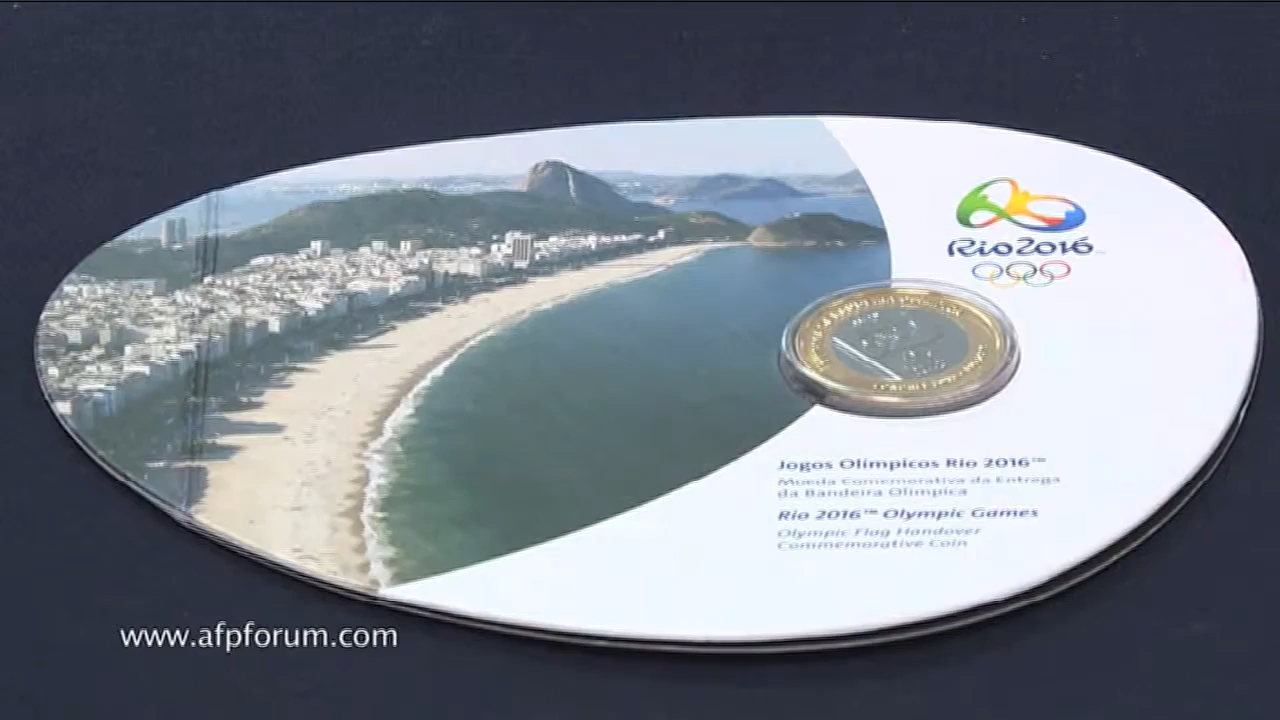 Rio2016
Jogos Olímpicos Rio 2016™
Moeda Comemorativa da Entrega
da Bandeira Olímpica
Rio 2016™ Olympic Games
Olympic Flag Handover
Commemorative Coin
www.afpforum.com